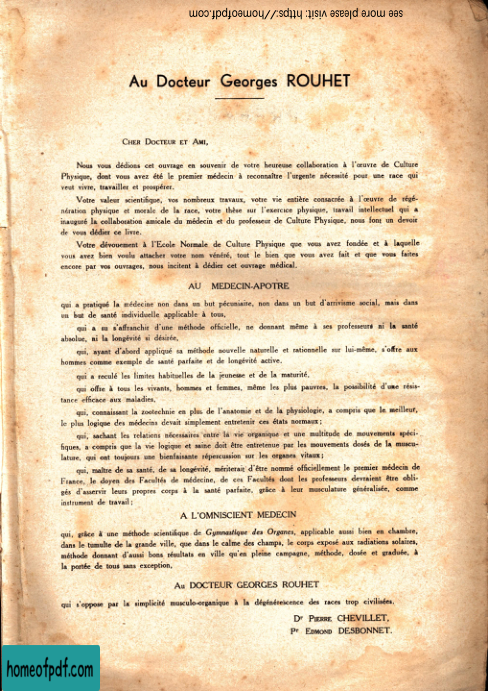 see more please visit: https://homeofpdf.com
Au Docteur Georges ROUHET
CHER DOCTEUR ET AMI,
Nous vous dédions cet ouvrage en souvenir de votre heureuse collaboration à l'œuvre de Culture
Physique, dont vous avez été le premier médecin à reconnaître l'urgente nécessité pour une race qui
veut vivre, travailler et prospérer.
Votre valeur scientifique, vos nombreux travaux, votre vie entière consacrée à l'œuvre de régé-
nération physique et morale de la race, votre thèse sur l'exercice physique, travail intellectuel qui a
inauguré la collaboration amicale du médecin et du professeur de Culture Physique, nous font un devoir
de vous dédier ce livre.
Votre dévouement à l'Ecole Normale de Culture Physique que vous avez fondée et à laquelle
vous avez bien voulu attacher votre nom vénéré, tout le bien que vous avez fait et que vous faites
encore par vos ouvrages, nous incitent à dédier cet ouvrage médical.
AU MEDECIN-APOTRE
qui a pratiqué la médecine non dans un but pécuniaire, non dans un but d'arrivisme social, mais dans
un but de santé individuelle applicable à tous,
qui a su s'affranchir d'une méthode officielle, ne donnant même à ses professeurs ni la santé
absolue, ni la longévité si désirée,
qui, ayant d'abord appliqué sa méthode nouvelle naturelle et rationnelle sur lui-même, s'offre aux
hommes comme exemple de santé parfaite et de longévité active,
qui a reculé les limites habituelles de la jeunesse et de la maturité,
qui offre à tous les vivants, hommes et femmes, même les plus pauvres, la possibilité d'une résis-
tance efficace aux maladies,
qui, connaissant la zootechnie en plus de l'anatomie et de la physiologie, a compris que le meilleur,
le plus logique des médecins devait simplement entretenir ces états normaux ;
qui, sachant les relations nécessaires entre la vie organique et une multitude de mouvements spéci-
fiques, a compris que la vie logique et saine doit être entretenue par les mouvements dosés de la muscu-
lature, qui ont toujours une bienfaisante répercussion sur les organes vitaux ;
qui, maître de sa santé, de sa longévité, mériterait d'être nommé officiellement le premier médecin de
France, le doyen des Facultés de médecine, de ces Facultés dont les professeurs devraient être obli-
gés d'asservir leurs propres corps à la santé parfaite, grâce à leur musculature généralisée, comme
instrument de travail ;
A L'OMNISCIENT MEDECIN
qui, grâce à une méthode scientifique de Gymnastique des Organes, applicable aussi bien en chambre,
dans le tumulte de la grande ville, que dans le calme des champs, le corps exposé aux radiations solaires,
méthode donnant d'aussi bons résultats en ville qu'en pleine campagne, méthode, dosée et graduée, à
la portée de tous sans exception,
Au DOCTEUR GEORGES ROUHET
qui s'oppose par la simplicité musculo-organique à la dégénérescence des races trop civilisées.
Dr PIERRE CHEVILLET,
Pr EDMOND DESBONNET.
homeofpdf.com